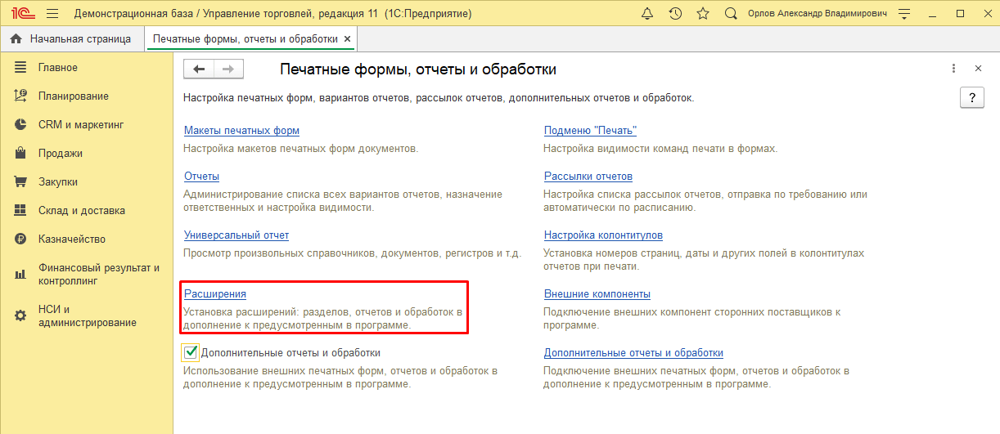 1С Демонстрационная база / Управление торговлей, редакция 11 (1С:Предприятие) Орлов Александр Владимирович
Начальная страница Печатные формы, отчеты и обработки
Главное
Планирование
CRM и маркетинг
Продажи
Закупки
Склад и доставка
Казначейство
Финансовый результат и
контроллинг
НСИ и
администрирование
Печатные формы, отчеты и обработки
Настройка печатных форм, вариантов отчетов, рассылок отчетов, дополнительных отчетов и обработок.
?
Макеты печатных форм
Настройка макетов печатных форм документов.
Подменю "Печать"
Настройка видимости команд печати в формах.
Отчеты
Администрирование списка всех вариантов отчетов, назначение
ответственных и настройка видимости.
Рассылки отчетов
Настройка списка рассылок отчетов, отправка по требованию или
автоматически по расписанию.
Универсальный отчет
Просмотр произвольных справочников, документов, регистров и т.д.
Настройка колонтитулов
Установка номеров страниц, даты и других полей в колонтитулах
отчетов при печати.
Расширения
Установка расширений: разделов, отчетов и обработок в
дополнение к предусмотренным в программе.
Внешние компоненты
Подключение внешних компонент сторонних поставщиков к
программе.
Дополнительные отчеты и обработки
Использование внешних печатных форм, отчетов и обработок в
дополнение к предусмотренным в программе.
Дополнительные отчеты и обработки
Подключение внешних печатных форм, отчетов и обработок в
дополнение к предусмотренным в программе.